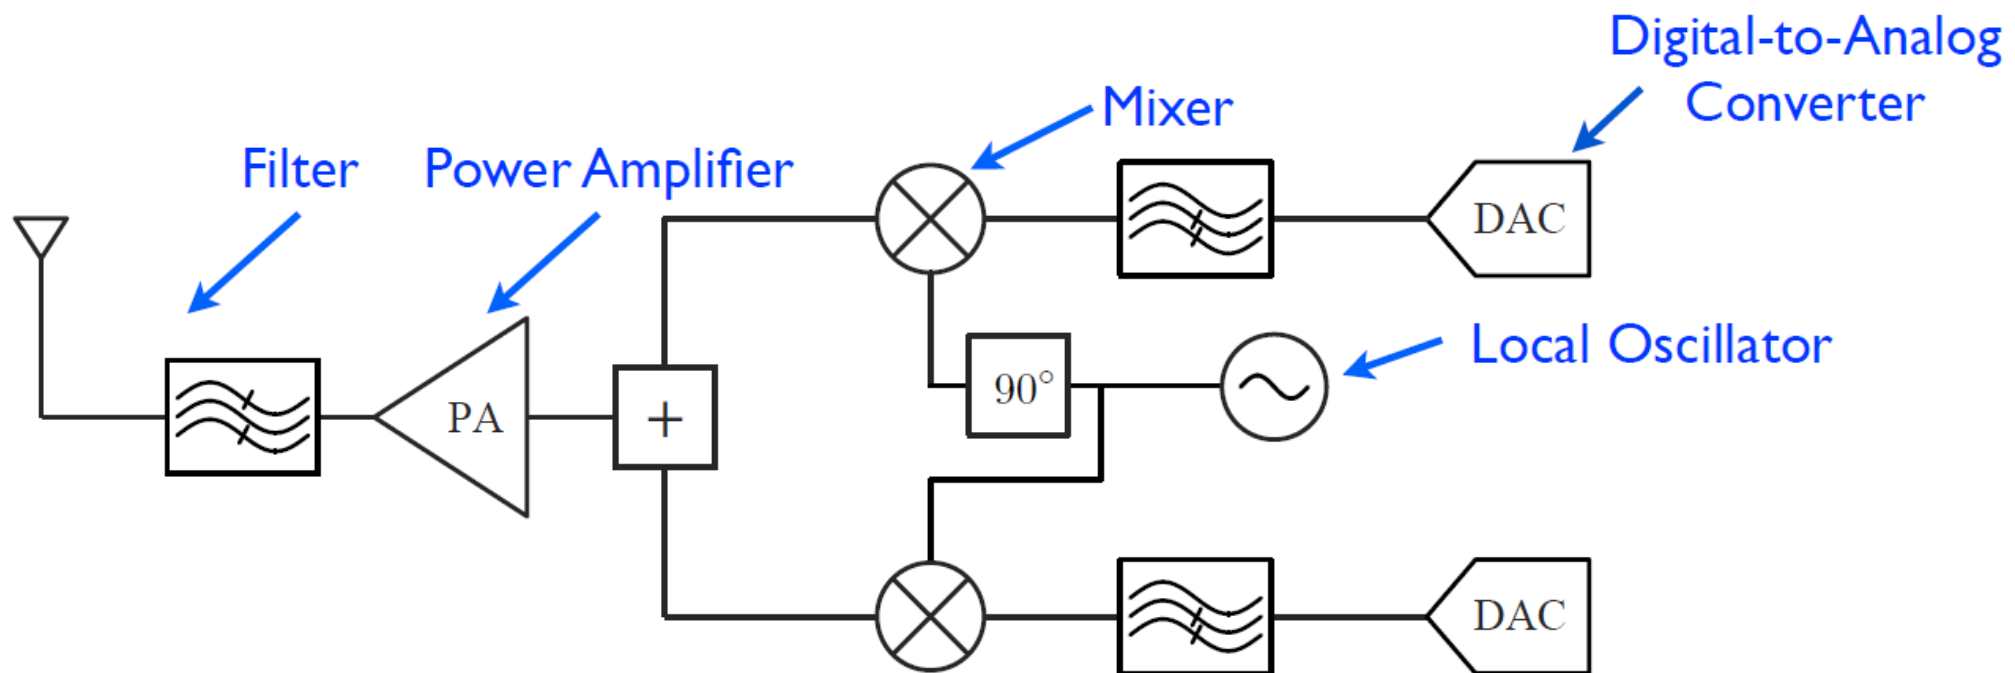 Digital-to-Analog
Converter
Mixer
Filter
Power Amplifier
DAC
Local Oscillator
90°
PA
+
DAC